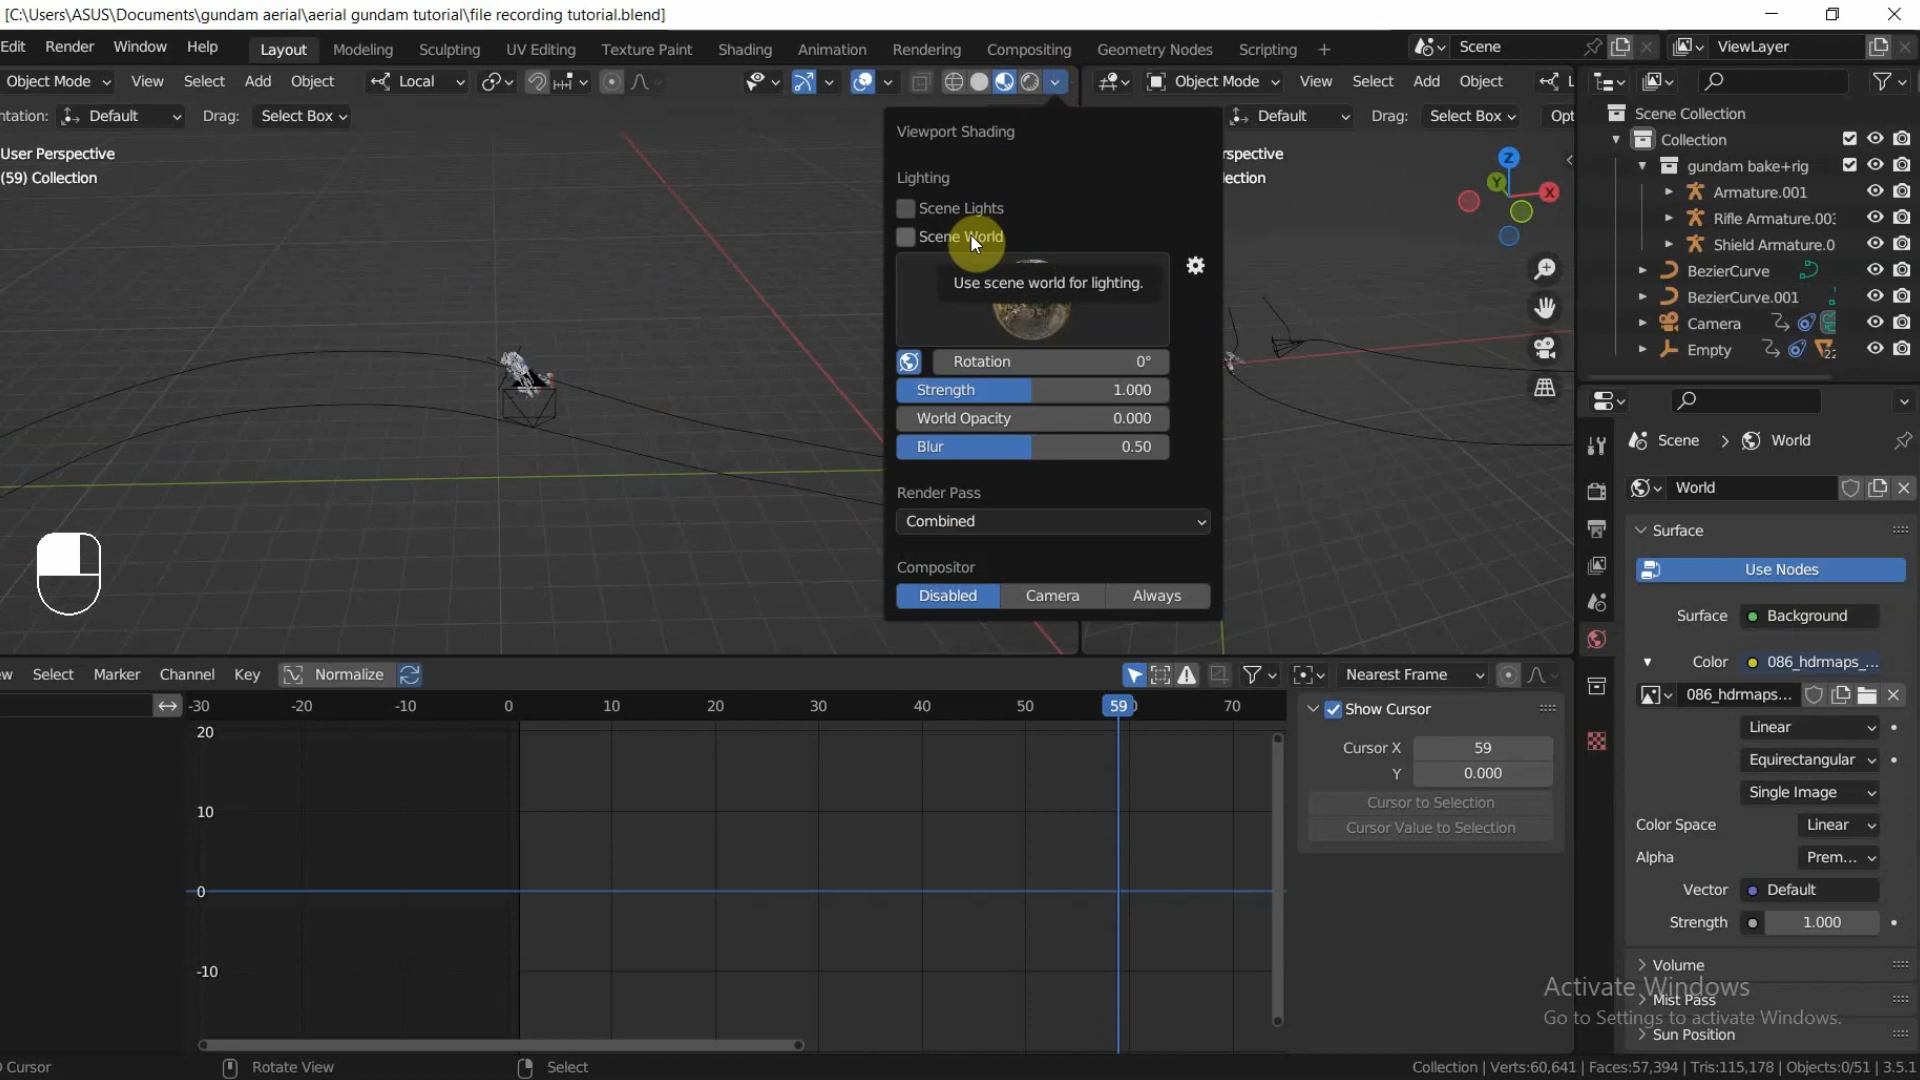 [C:\Users\ASUS\Documents\gundam aerial\aerial gundam tutorial\file recording tutorial.blend]
Edit Render Window Help Layout Modeling Sculpting UV Editing Texture Paint Shading Animation Rendering Compositing Geometry Nodes Scripting + Scene ViewLayer
Object Mode View Select Add Object Local Object Mode View Select Add Object L
ntation: Default Drag: Select Box Default Drag: Select Box Opt
User Perspective
(59) Collection
rspective
lection
Z
Y
X
Viewport Shading
Lighting
Scene Lights
Scene World
Use scene world for lighting.
Rotation 0°
Strength 1.000
World Opacity 0.000
Blur 0.50
Render Pass
Combined
Compositor
Disabled Camera Always
Scene Collection
Collection
gundam bake+rig
Armature.001
Rifle Armature.00
Shield Armature.0
BezierCurve
BezierCurve.001
Camera
Empty 22
Scene > World
World
Surface
Use Nodes
Surface Background
Color 086_hdrmaps_...
086_hdrmaps...
Linear
Equirectangular
Single Image
Color Space Linear
Alpha Prem...
Vector Default
Strength 1.000
Volume
Mist Pass
Sun Position
Activate Windows
Go to Settings to activate Windows.
ew Select Marker Channel Key Normalize Nearest Frame
-30 -20 -10 0 10 20 30 40 50 59 70
20
10
0
-10
Show Cursor
Cursor X 59
Y 0.000
Cursor to Selection
Cursor Value to Selection
Cursor Rotate View Select Collection | Verts:60,641 | Faces:57,394 | Tris:115,178 | Objects:0/51 | 3.5.1